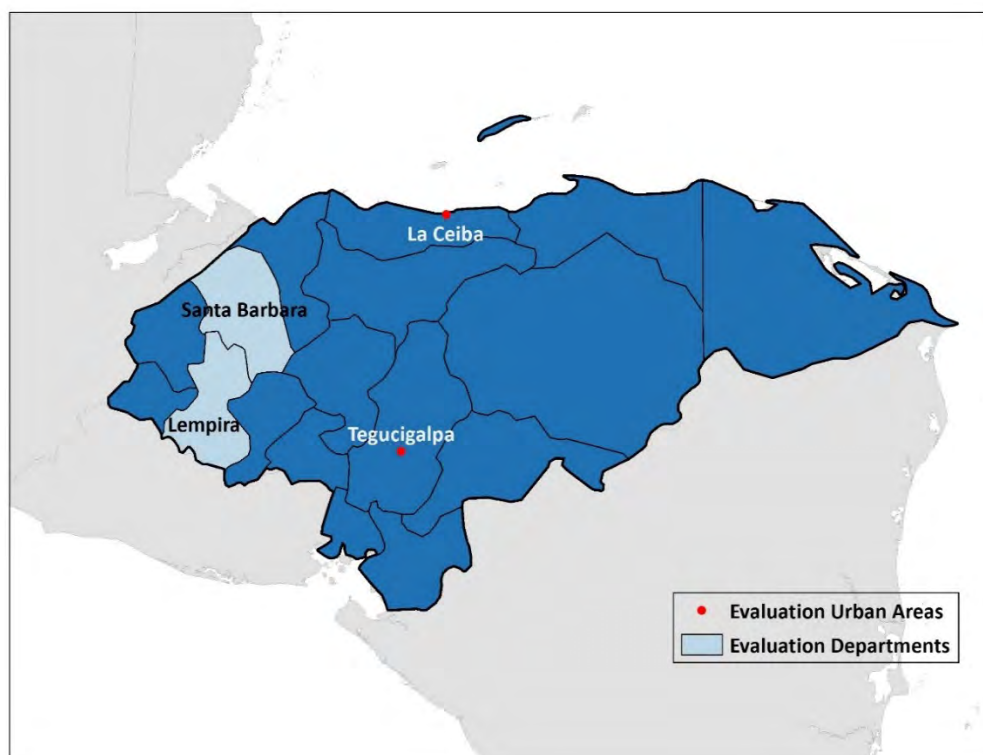 La Ceiba
Santa Barbara
Lempira
Tegucigalpa
Evaluation Urban Areas
Evaluation Departments